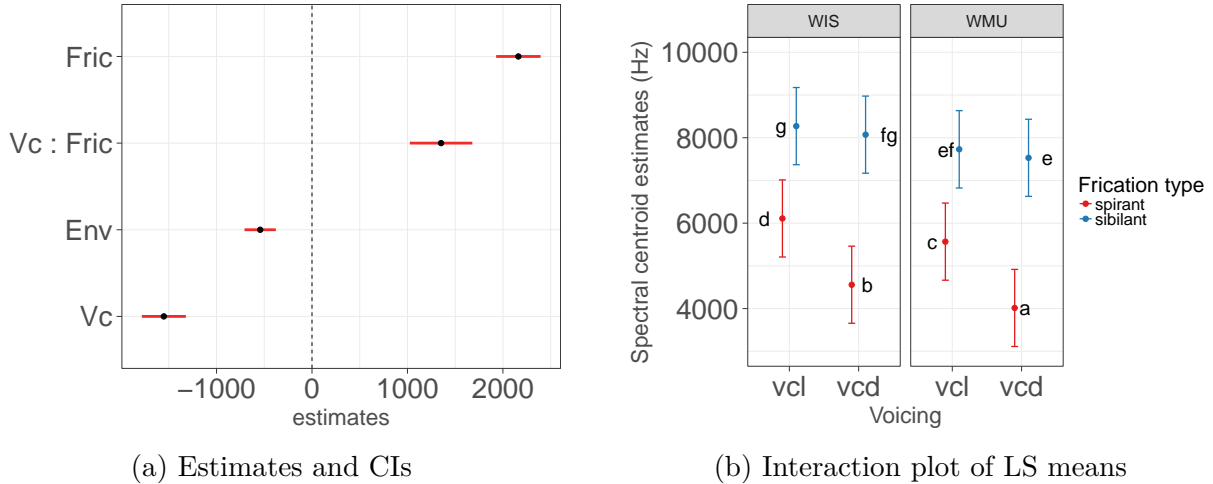 Fric
Vc : Fric
Env
Vc
−1000 0 1000 2000
estimates
(a) Estimates and CIs
WIS WMU
Spectral centroid estimates (Hz)
10000
8000
6000
4000
g fg ef e
d b c a
vcl vcd vcl vcd
Voicing
Frication type
spirant
sibilant
(b) Interaction plot of LS means